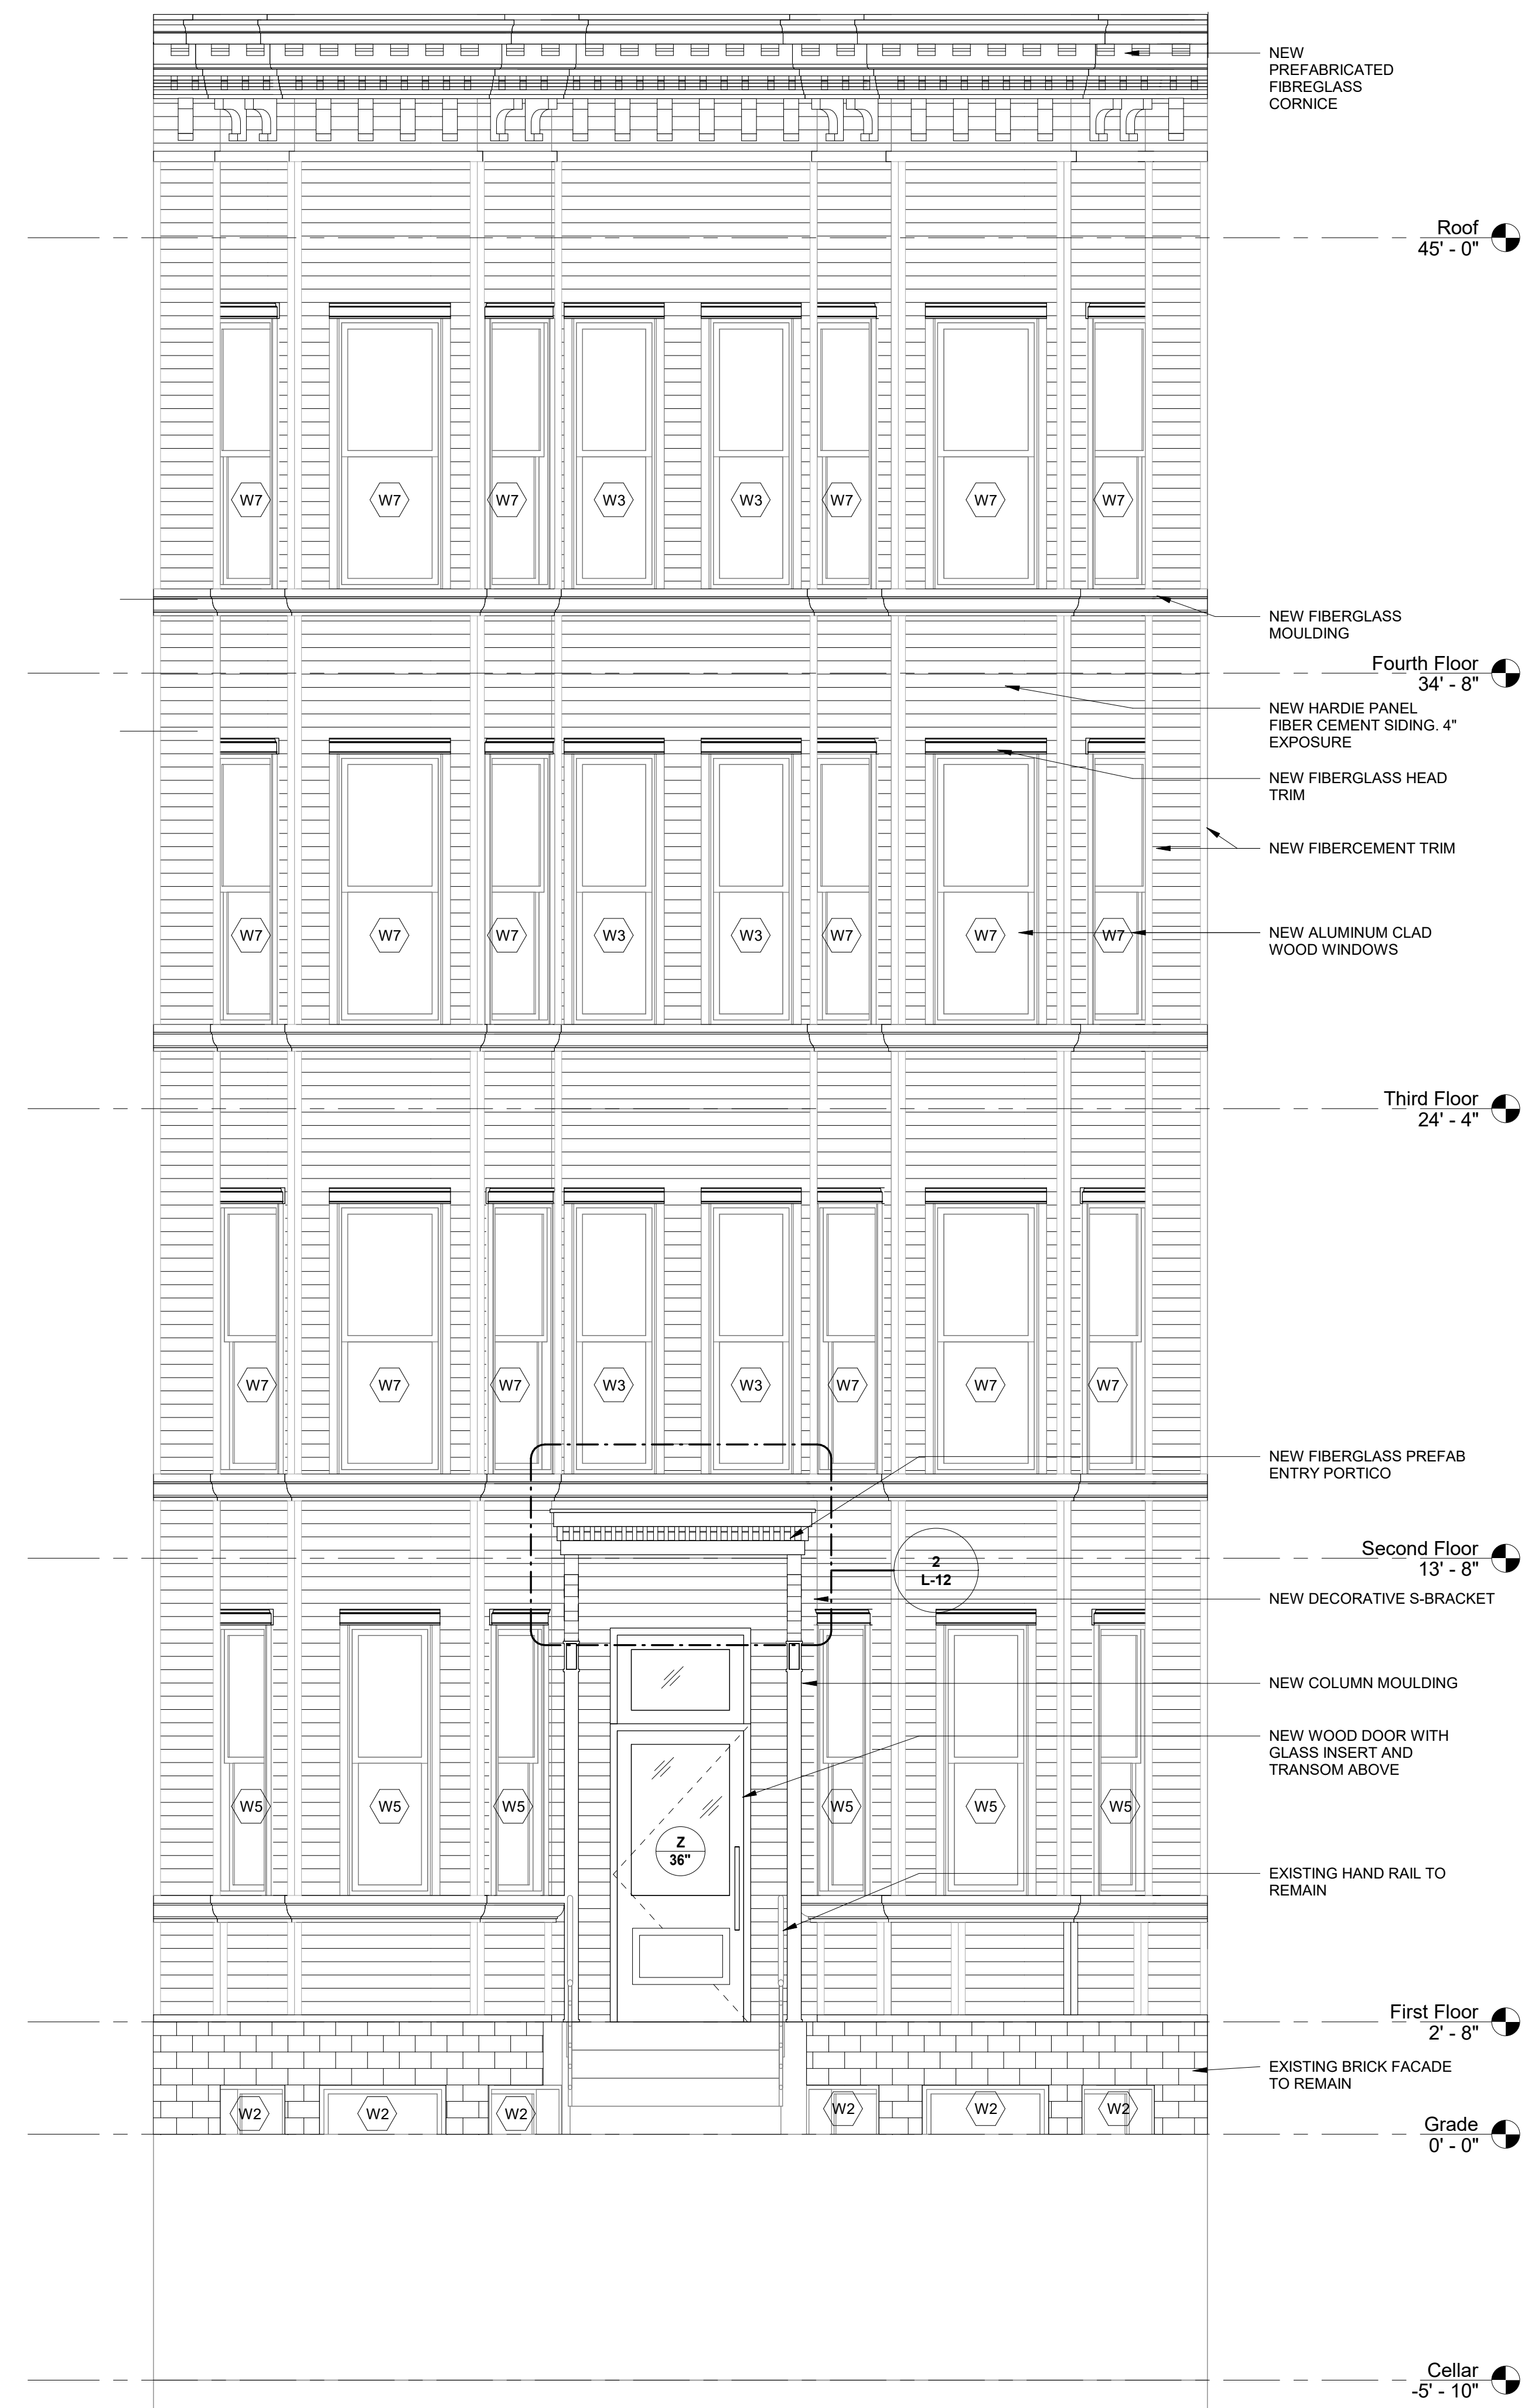 NEW
PREFABRICATED
FIBREGLASS
CORNICE
Roof
45' - 0"
W7 W7 W7 W3 W3 W7 W7 W7
NEW FIBERGLASS
MOULDING
Fourth Floor
34' - 8"
NEW HARDIE PANEL
FIBER CEMENT SIDING. 4"
EXPOSURE
NEW FIBERGLASS HEAD
TRIM
NEW FIBERCEMENT TRIM
W7 W7 W7 W3 W3 W7 W7 W7
NEW ALUMINUM CLAD
WOOD WINDOWS
Third Floor
24' - 4"
W7 W7 W7 W3 W3 W7 W7 W7
NEW FIBERGLASS PREFAB
ENTRY PORTICO
Second Floor
13' - 8"
2
L-12
NEW DECORATIVE S-BRACKET
NEW COLUMN MOULDING
NEW WOOD DOOR WITH
GLASS INSERT AND
TRANSOM ABOVE
W5 W5 W5 W5 W5 W5
Z
36"
EXISTING HAND RAIL TO
REMAIN
First Floor
2' - 8"
EXISTING BRICK FACADE
TO REMAIN
W2 W2 W2 W2 W2 W2
Grade
0' - 0"
Cellar
-5' - 10"